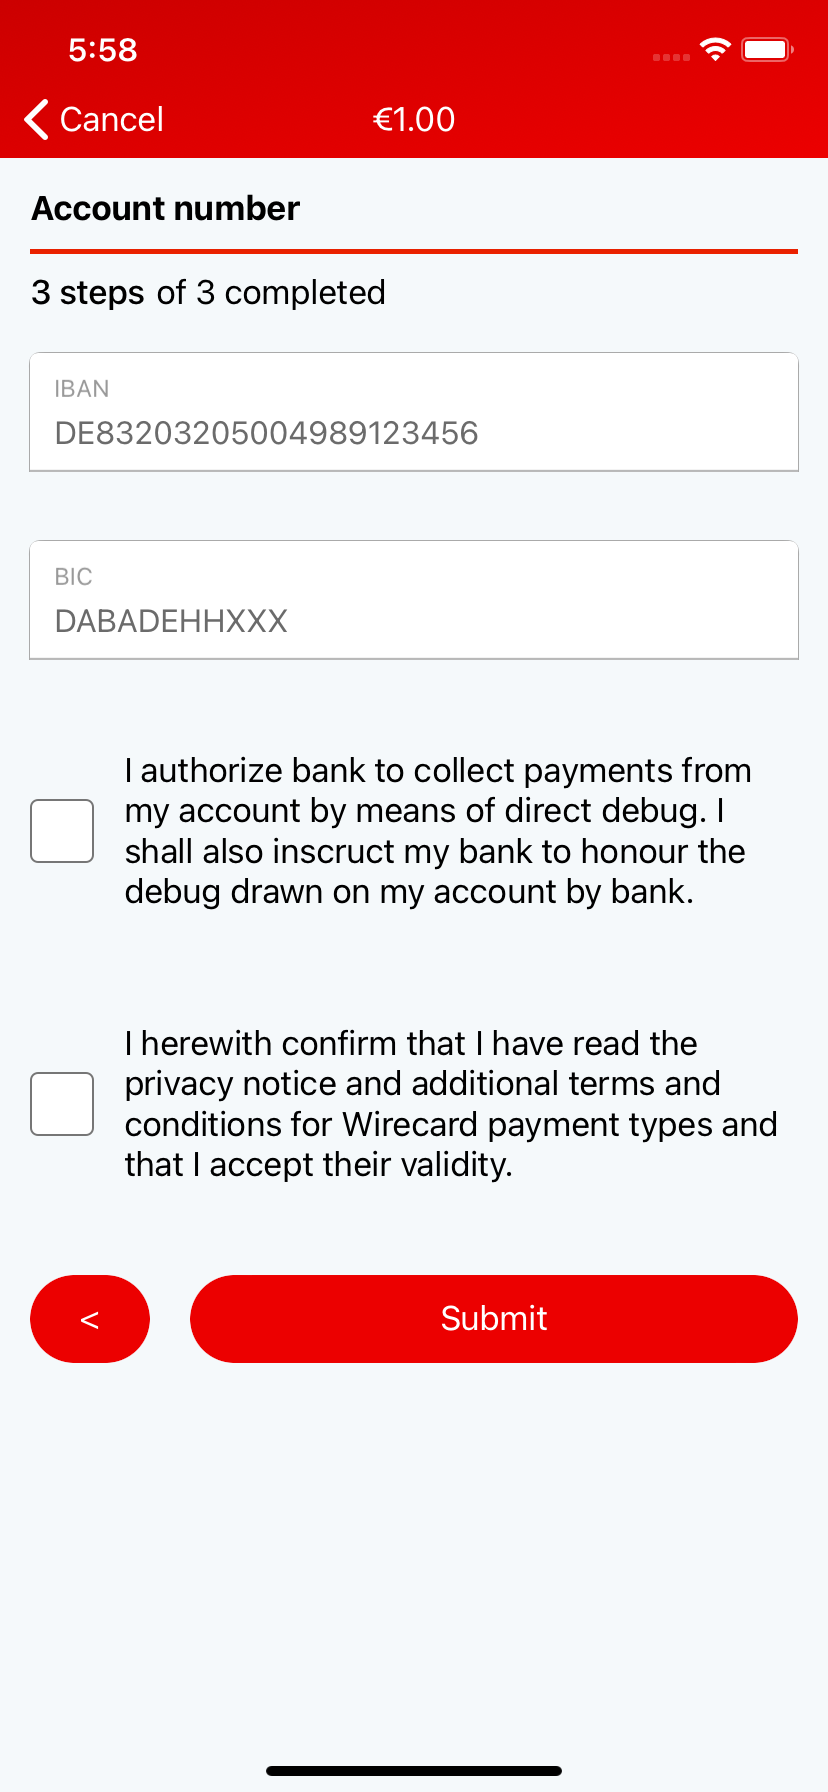 5:58
Cancel
€1.00
Account number
3 steps of 3 completed
IBAN
DE83203205004989123456
BIC
DABADEHHXXX
I authorize bank to collect payments from
my account by means of direct debug. I
shall also inscruct my bank to honour the
debug drawn on my account by bank.
I herewith confirm that I have read the
privacy notice and additional terms and
conditions for Wirecard payment types and
that I accept their validity.
<
Submit